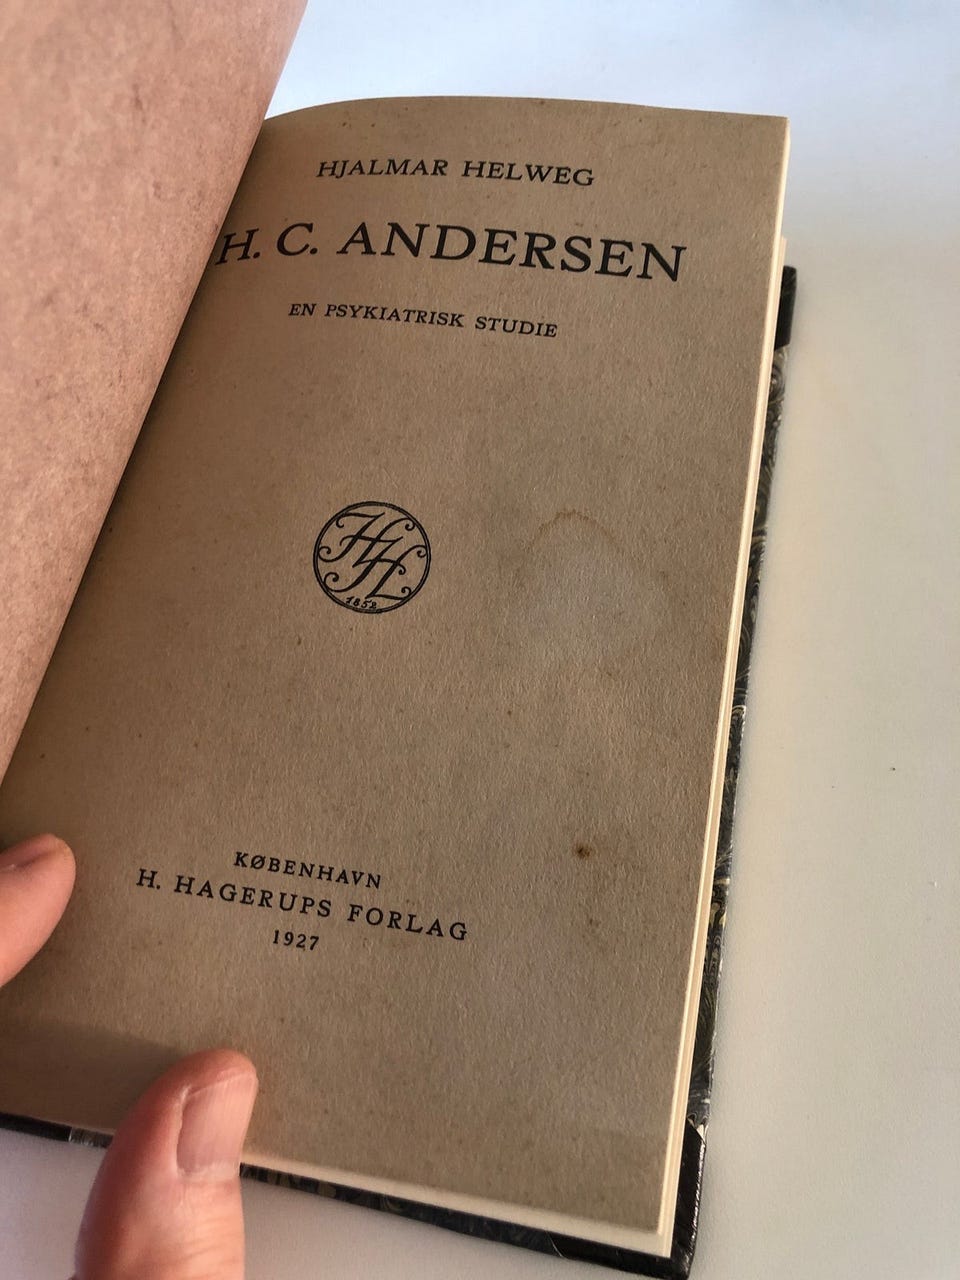 HJALMAR HELWEG
H. C. ANDERSEN
EN PSYKIATRISK STUDIE
HHL
1852
KØBENHAVN
H. HAGERUPS FORLAG
1927